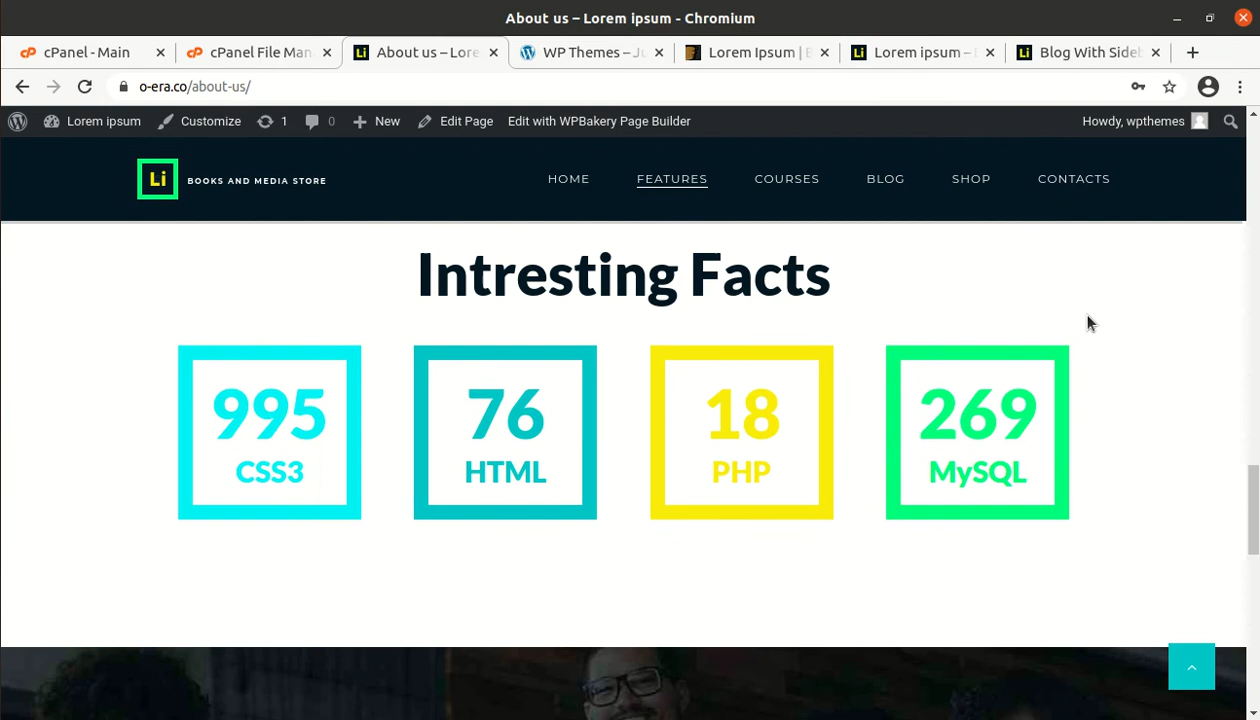 About us – Lorem ipsum - Chromium
cPanel - Main
cPanel File Man
About us – Lore
WP Themes – Ju
Lorem Ipsum | B
Lorem ipsum –
Blog With Sideb
o-era.co/about-us/
Lorem ipsum
Customize
1
0
New
Edit Page
Edit with WPBakery Page Builder
Howdy, wpthemes
Li
BOOKS AND MEDIA STORE
HOME
FEATURES
COURSES
BLOG
SHOP
CONTACTS
Intresting Facts
995
CSS3
76
HTML
18
PHP
269
MySQL